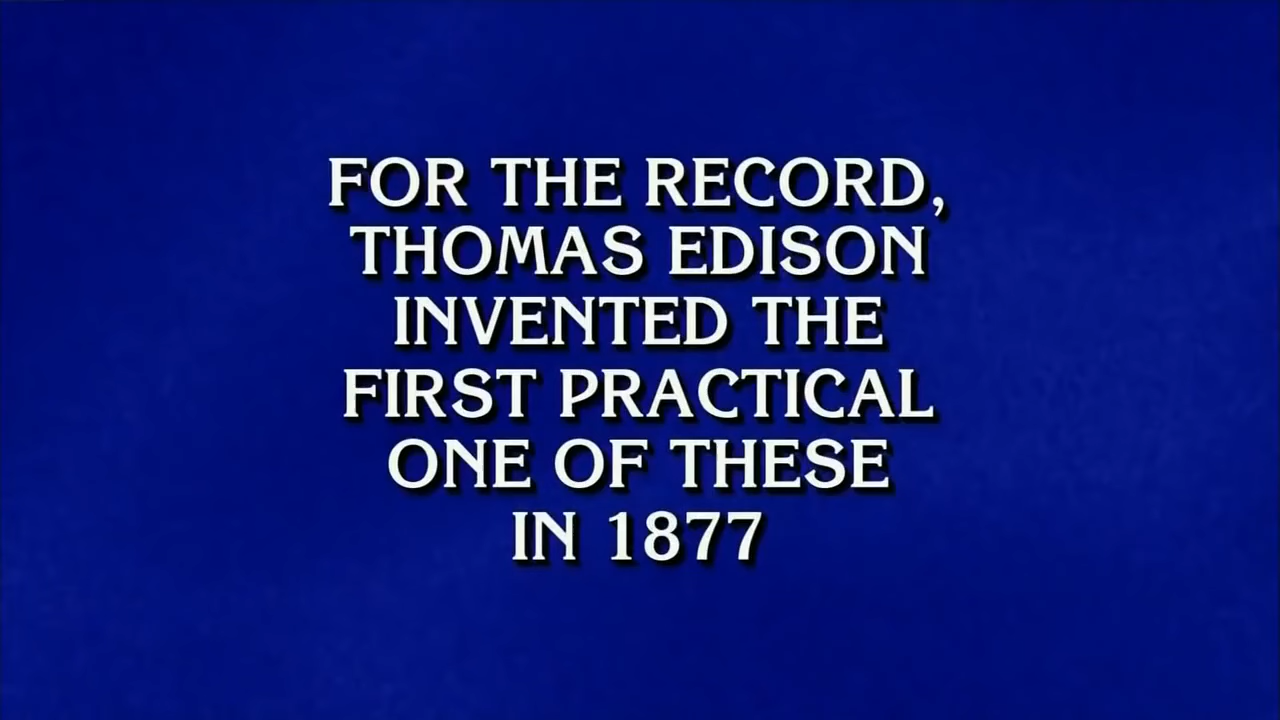 FOR THE RECORD,
THOMAS EDISON
INVENTED THE
FIRST PRACTICAL
ONE OF THESE
IN 1877